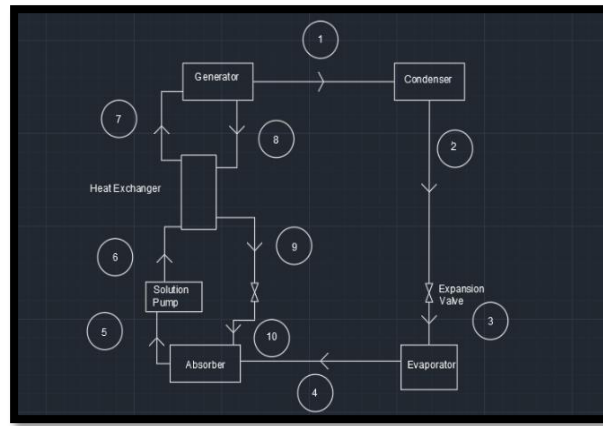 1
Generator
Condenser
7
8
2
Heat Exchanger
9
6
Solution
Pump
Expansion
Valve
3
5
10
Absorber
Evaporator
4